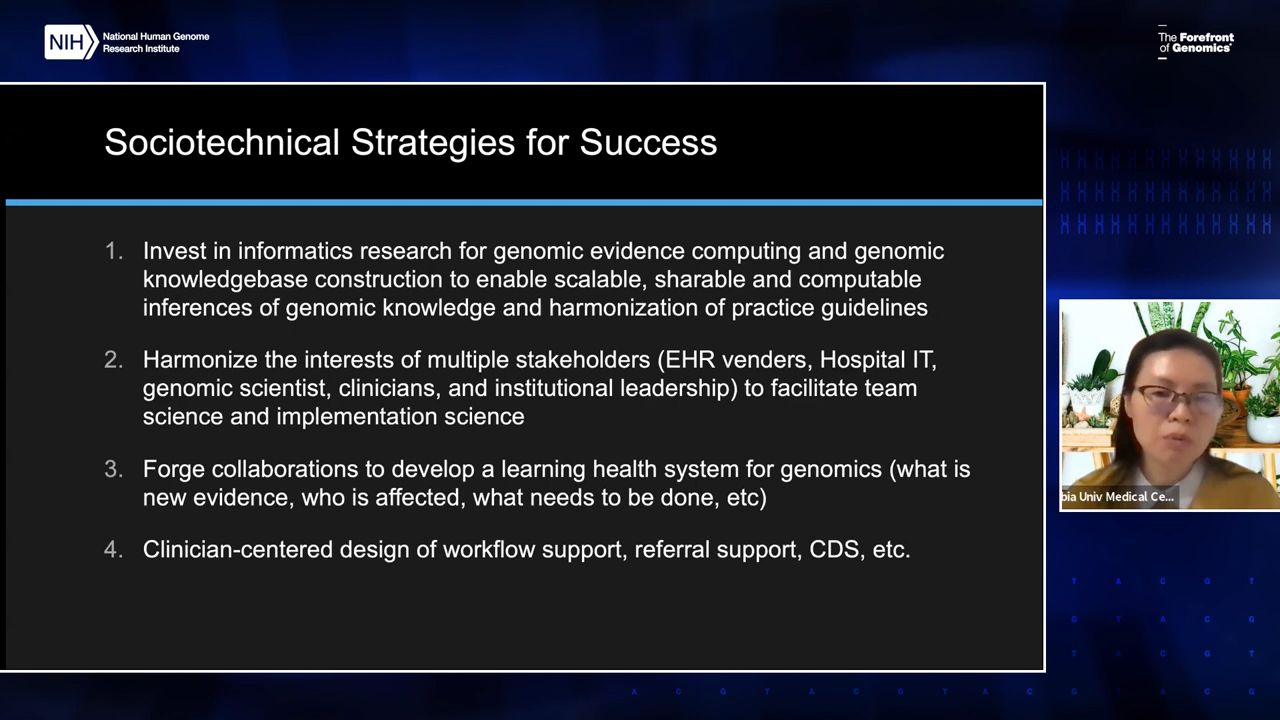 NIH
National Human Genome
Research Institute
The Forefront
of Genomics®
Sociotechnical Strategies for Success
1. Invest in informatics research for genomic evidence computing and genomic
knowledgebase construction to enable scalable, sharable and computable
inferences of genomic knowledge and harmonization of practice guidelines
2. Harmonize the interests of multiple stakeholders (EHR venders, Hospital IT,
genomic scientist, clinicians, and institutional leadership) to facilitate team
science and implementation science
3. Forge collaborations to develop a learning health system for genomics (what is
new evidence, who is affected, what needs to be done, etc)
4. Clinician-centered design of workflow support, referral support, CDS, etc.
bia Univ Medical Ce...
T A C G T
G T A C G
T A C G T
A C G T A C G T A C G T A C G